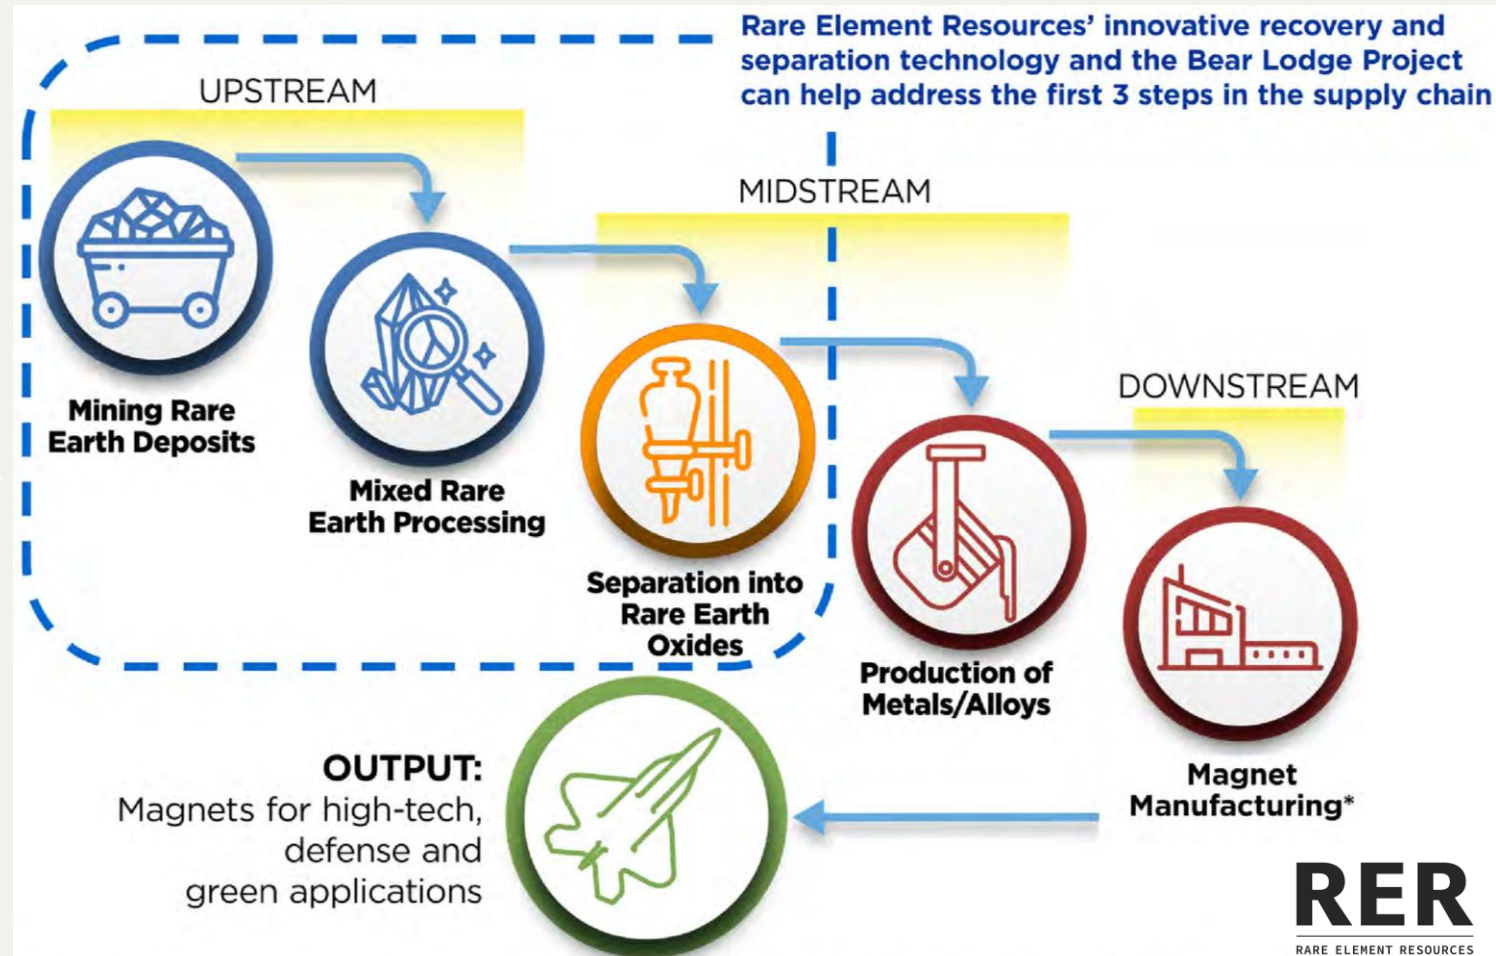 Rare Element Resources' innovative recovery and
separation technology and the Bear Lodge Project
can help address the first 3 steps in the supply chain
UPSTREAM
MIDSTREAM
DOWNSTREAM
Mining Rare
Earth Deposits
Mixed Rare
Earth Processing
Separation into
Rare Earth
Oxides
Production of
Metals/Alloys
Magnet
Manufacturing*
OUTPUT:
Magnets for high-tech,
defense and
green applications
RER
RARE ELEMENT RESOURCES